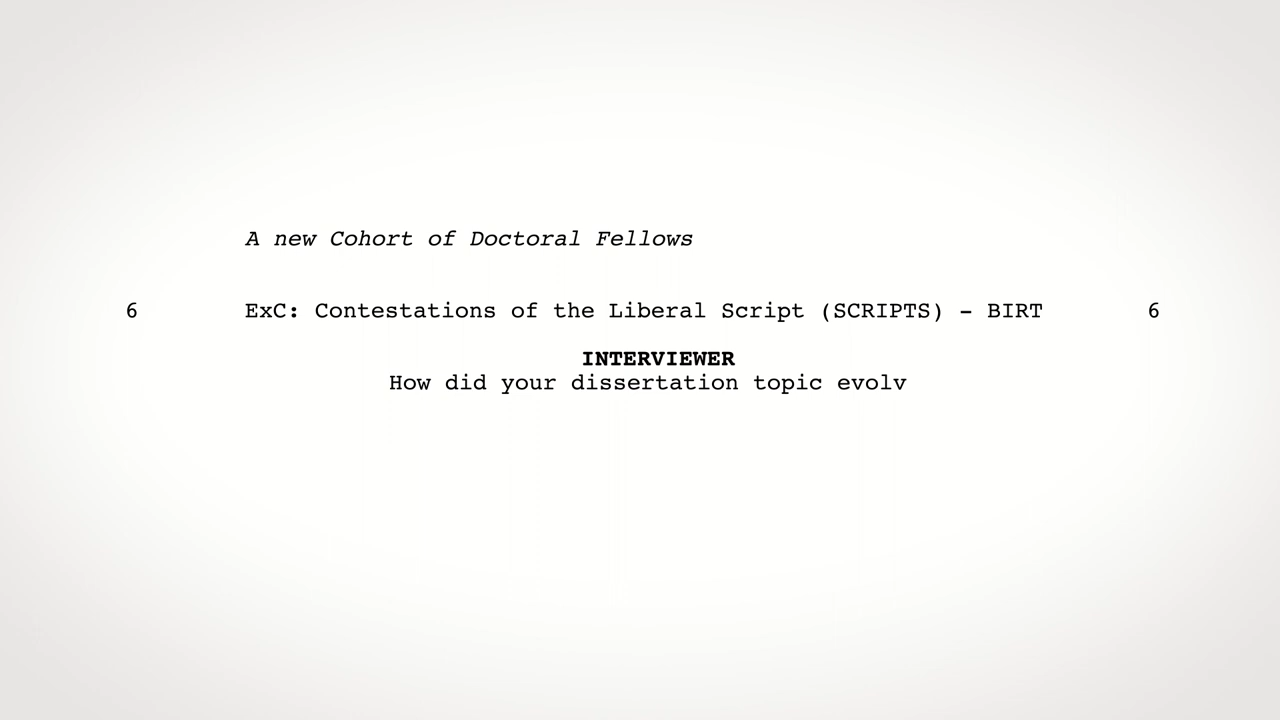 A new Cohort of Doctoral Fellows
6 ExC: Contestations of the Liberal Script (SCRIPTS) – BIRT 6
INTERVIEWER
How did your dissertation topic evolv